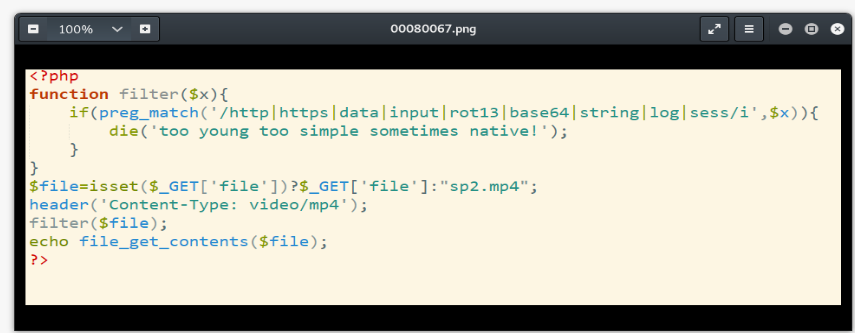 100%
00080067.png
<?php
function filter($x){
    if(preg_match('/http|https|data|input|rot13|base64|string|log|sess/i',$x)){
        die('too young too simple sometimes native!');
    }
}
$file=isset($_GET['file'])?$_GET['file']:"sp2.mp4";
header('Content-Type: video/mp4');
filter($file);
echo file_get_contents($file);
?>